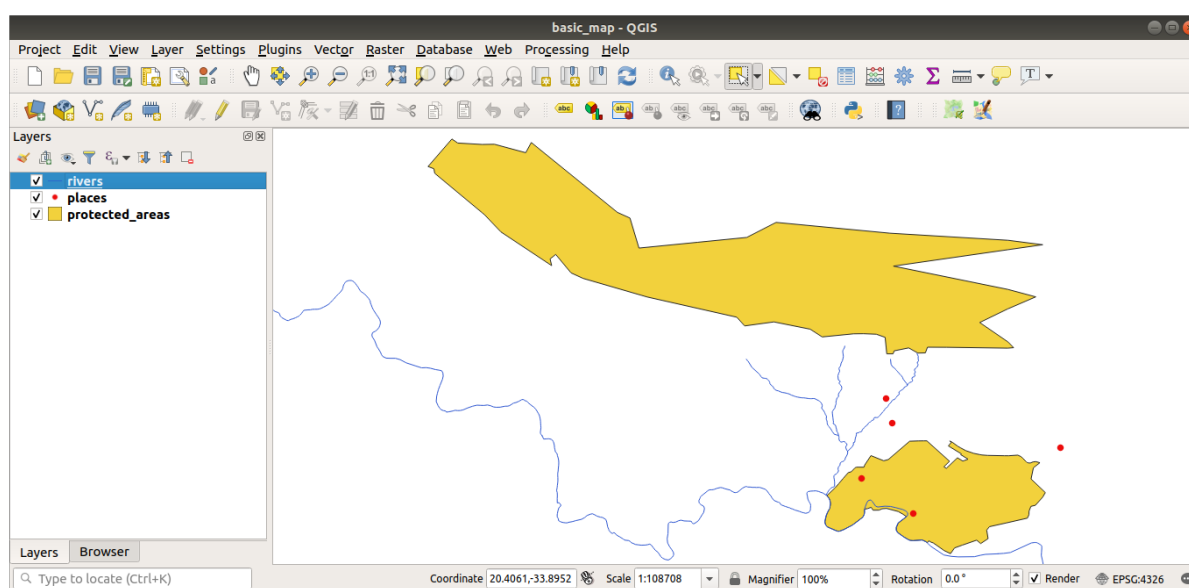 basic_map - QGIS
Project Edit View Layer Settings Plugins Vector Raster Database Web Processing Help
Layers
rivers
places
protected_areas
Layers Browser
Type to locate (Ctrl+K) Coordinate 20.4061,-33.8952 Scale 1:108708 Magnifier 100% Rotation 0.0 ° Render EPSG:4326